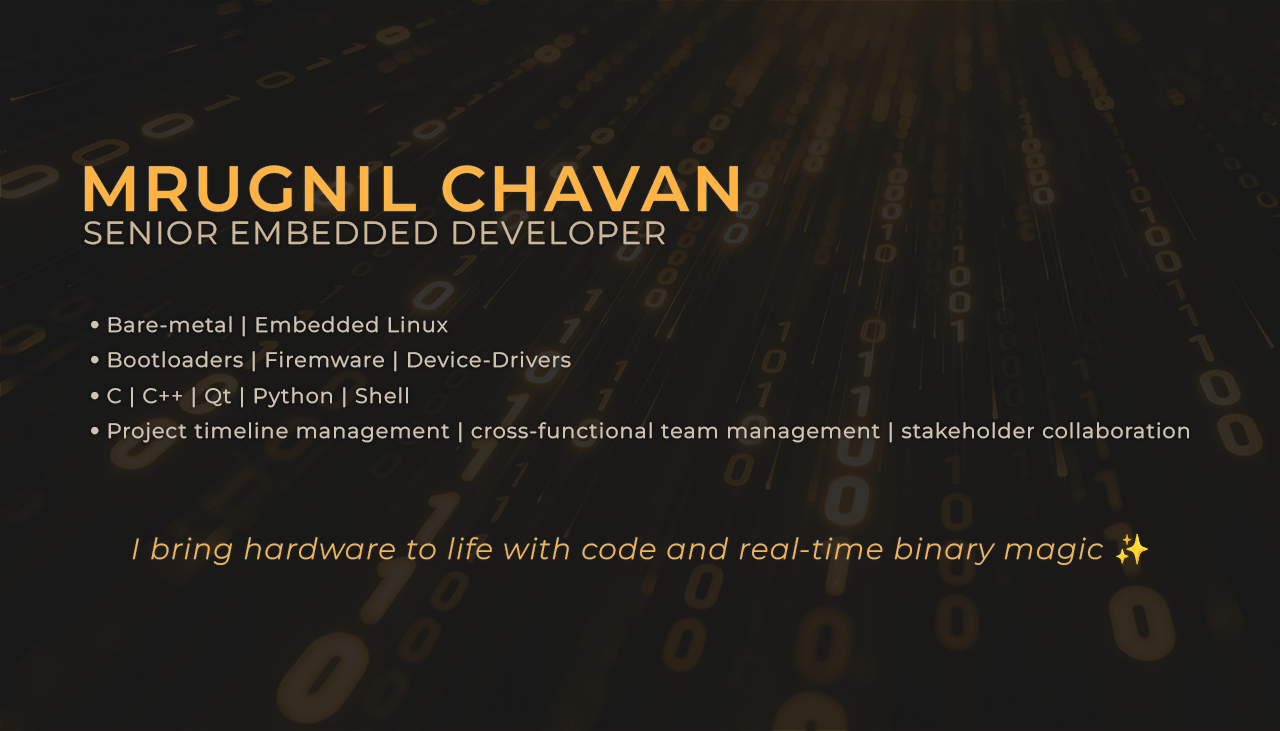 MRUGNIL CHAVAN
SENIOR EMBEDDED DEVELOPER
• Bare-metal | Embedded Linux
• Bootloaders | Firemware | Device-Drivers
• C | C++ | Qt | Python | Shell
• Project timeline management | cross-functional team management | stakeholder collaboration
I bring hardware to life with code and real-time binary magic ✨